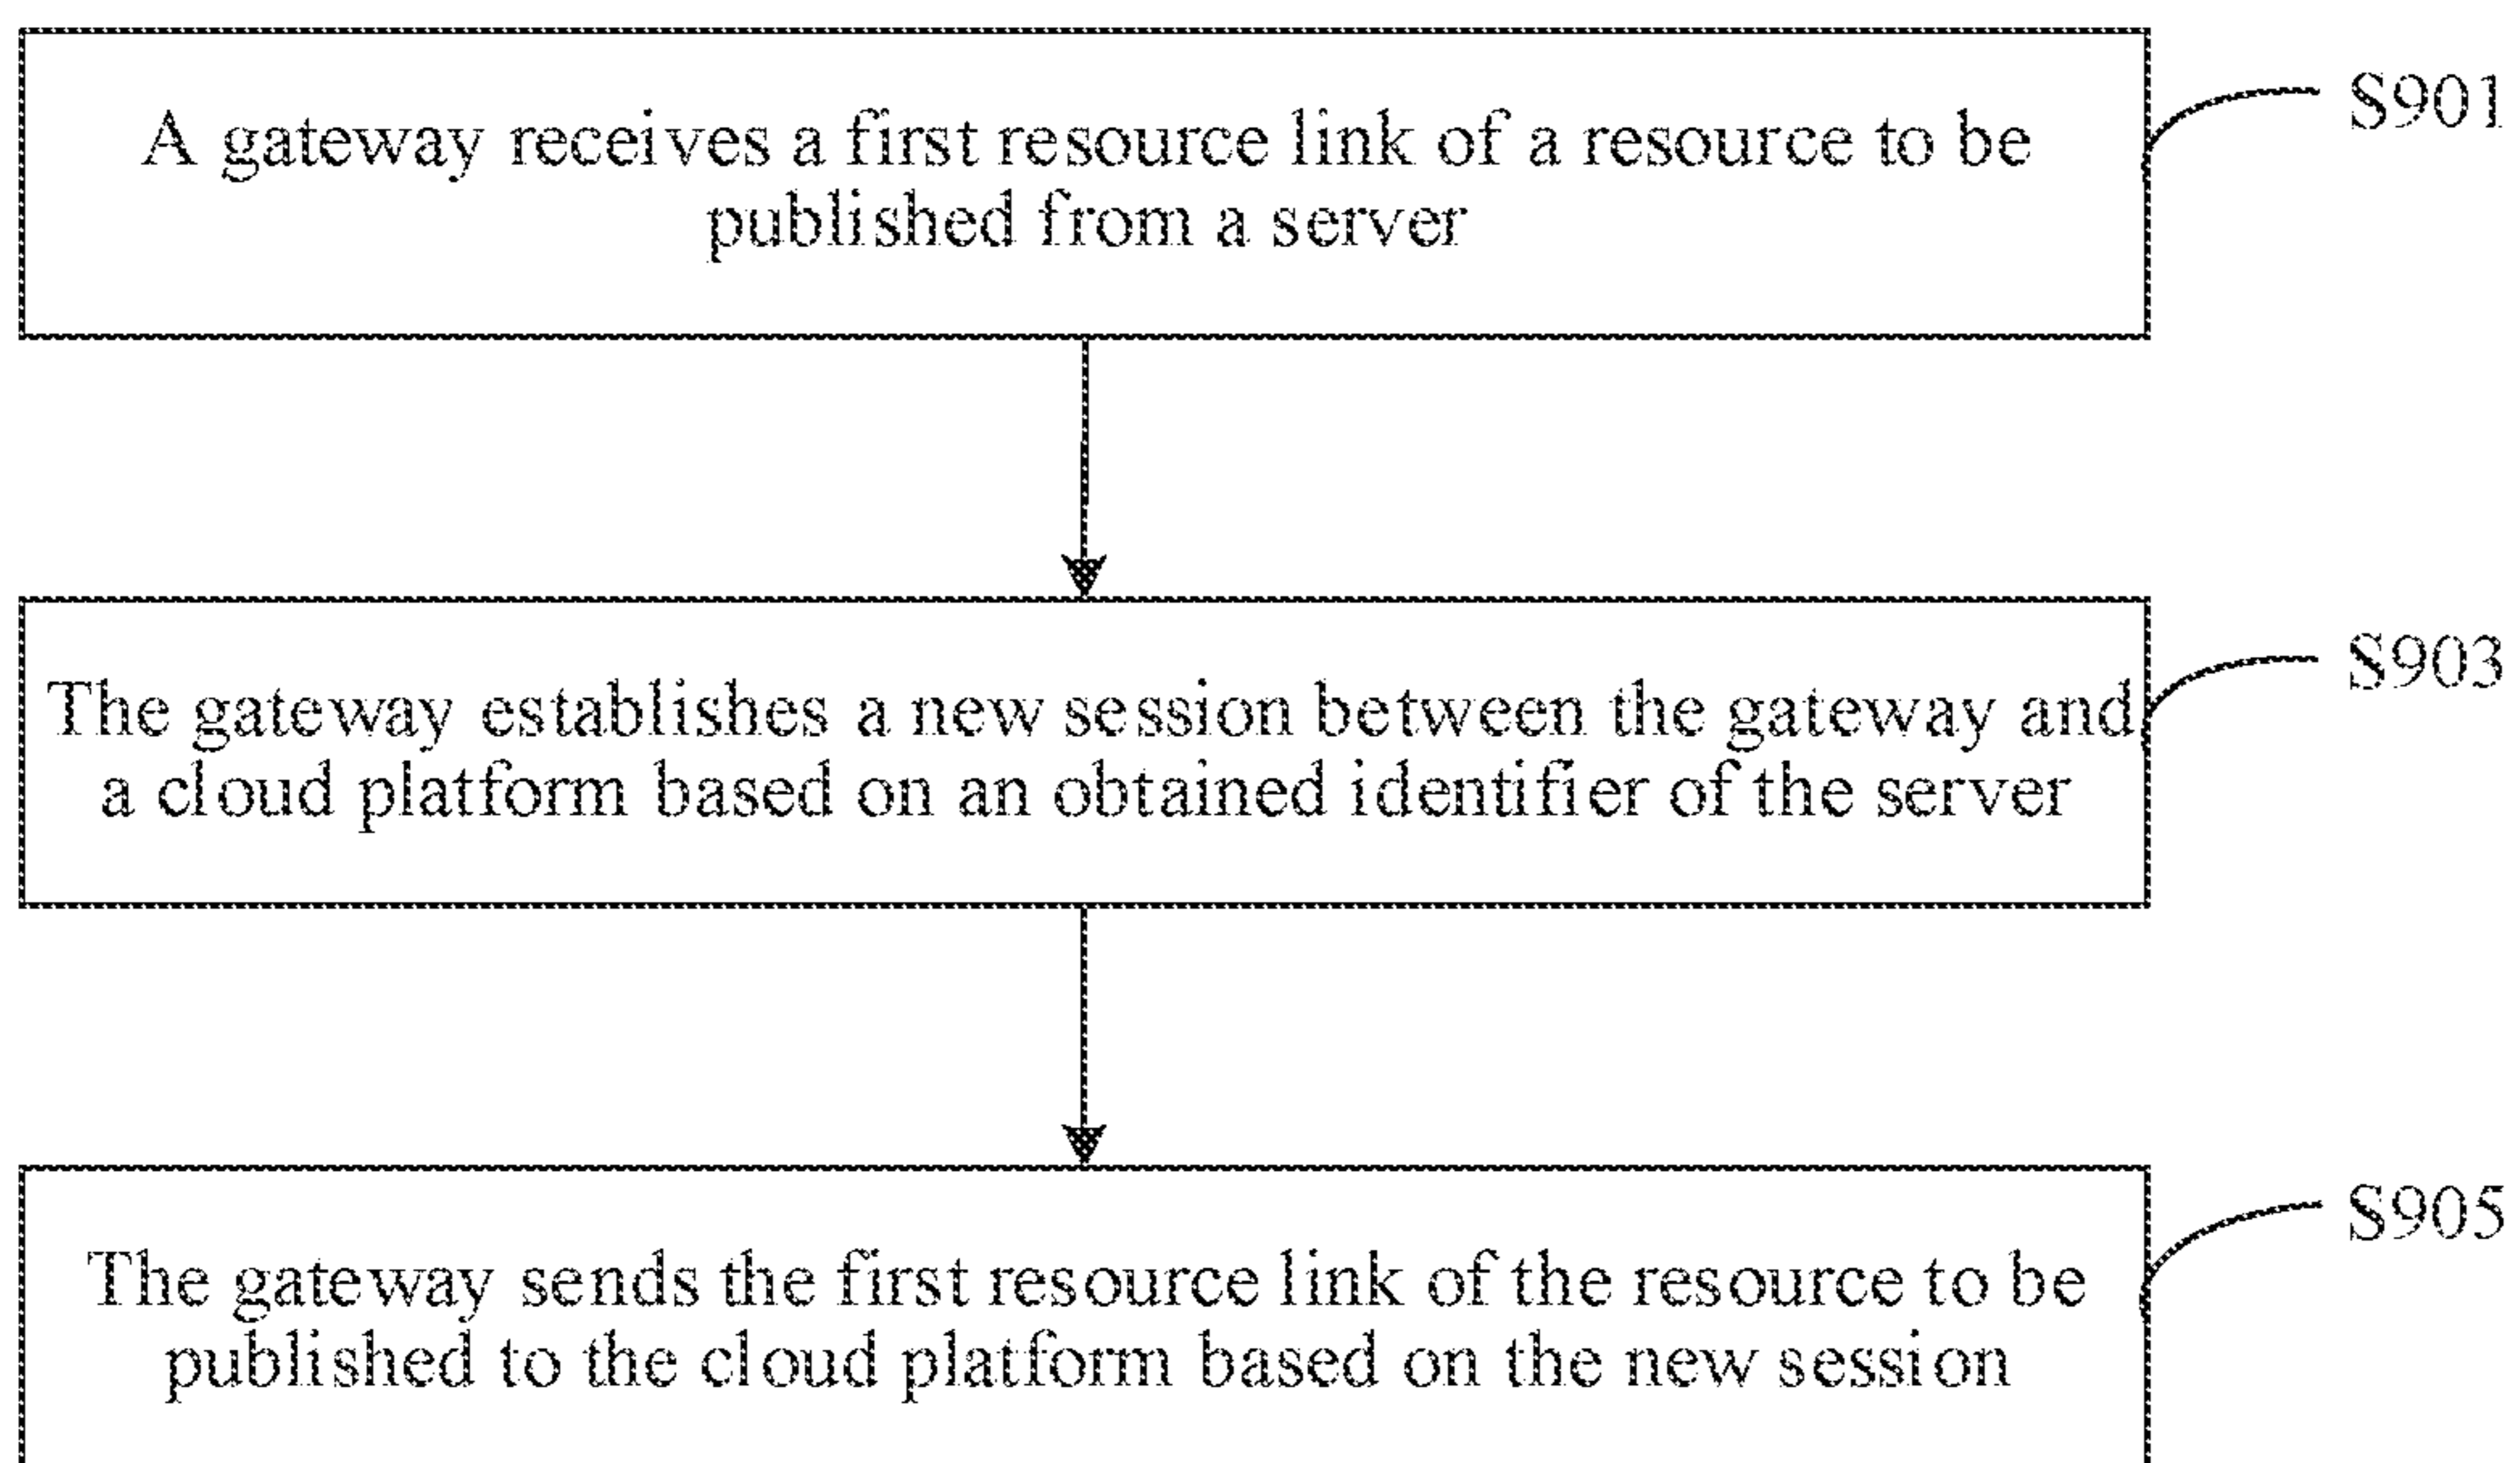 A gateway receives a first resource link of a resource to be
published from a server
S901
The gateway establishes a new session between the gateway and
a cloud platform based on an obtained identifier of the server
S903
The gateway sends the first resource link of the resource to be
published to the cloud platform based on the new session
S905